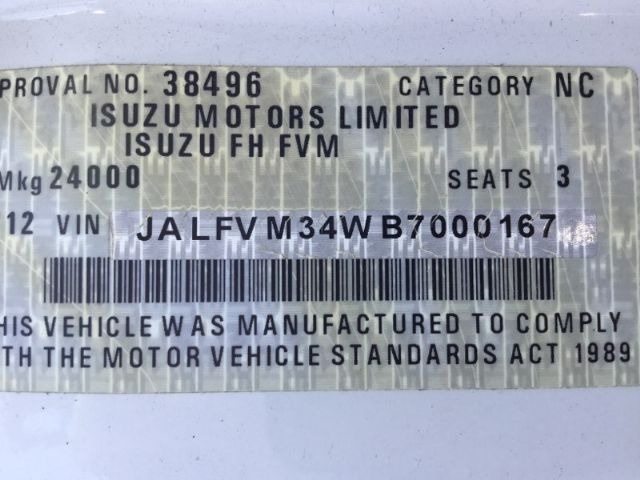 PROVAL NO. 38496 CATEGORY NC
ISUZU MOTORS LIMITED
ISUZU FH FVM
Mkg 24000 SEATS 3
12 VIN JALFVM34WB7000167
HIS VEHICLE WAS MANUFACTURED TO COMPLY
TH THE MOTOR VEHICLE STANDARDS ACT 1989